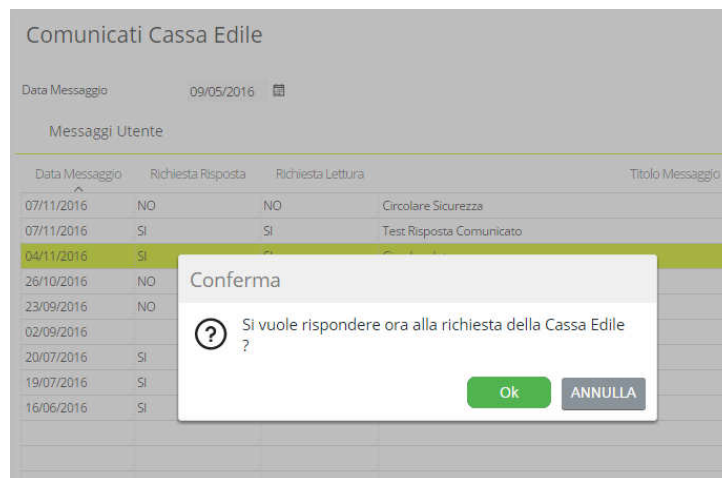 Comunicati Cassa Edile
Data Messaggio 09/05/2016
Messaggi Utente
Data Messaggio Richiesta Risposta Richiesta Lettura Titolo Messaggio
07/11/2016 NO NO Circolare Sicurezza
07/11/2016 SI SI Test Risposta Comunicato
04/11/2016 SI
26/10/2016 NO
23/09/2016 NO
02/09/2016
20/07/2016 SI
19/07/2016 SI
16/06/2016 SI
Conferma
Si vuole rispondere ora alla richiesta della Cassa Edile
?
Ok ANNULLA